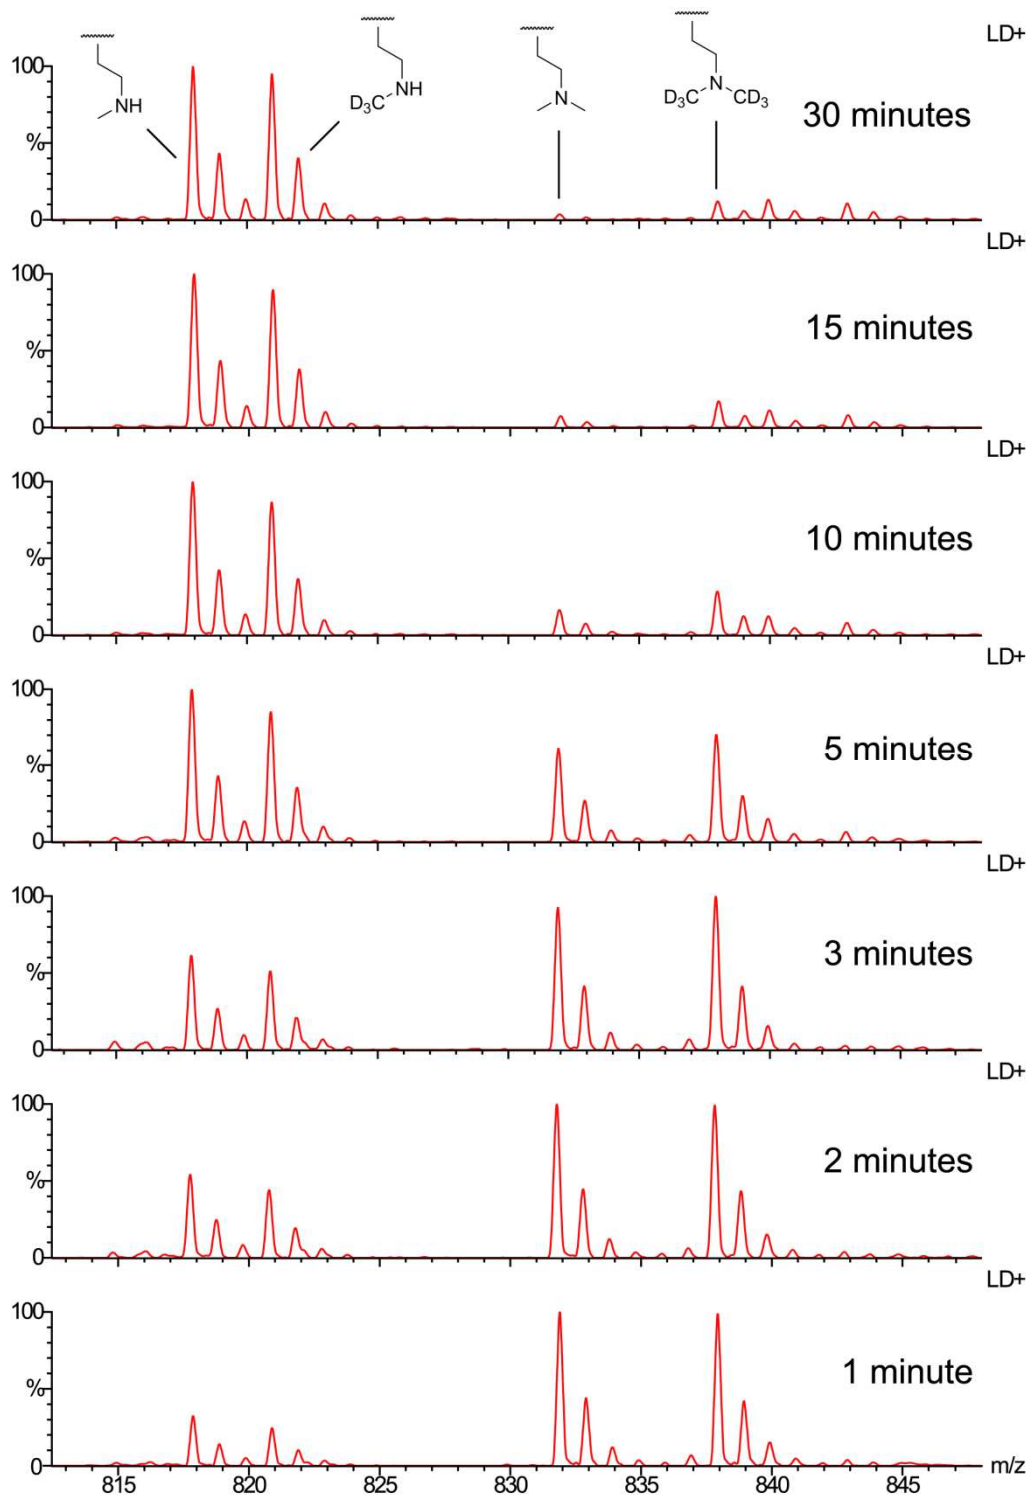 LD+
100
%
0
NH
D3C NH
N
D3C N CD3
30 minutes
LD+
100
%
0
15 minutes
LD+
100
%
0
10 minutes
LD+
100
%
0
5 minutes
LD+
100
%
0
3 minutes
LD+
100
%
0
2 minutes
LD+
100
%
0
1 minute
m/z
815 820 825 830 835 840 845